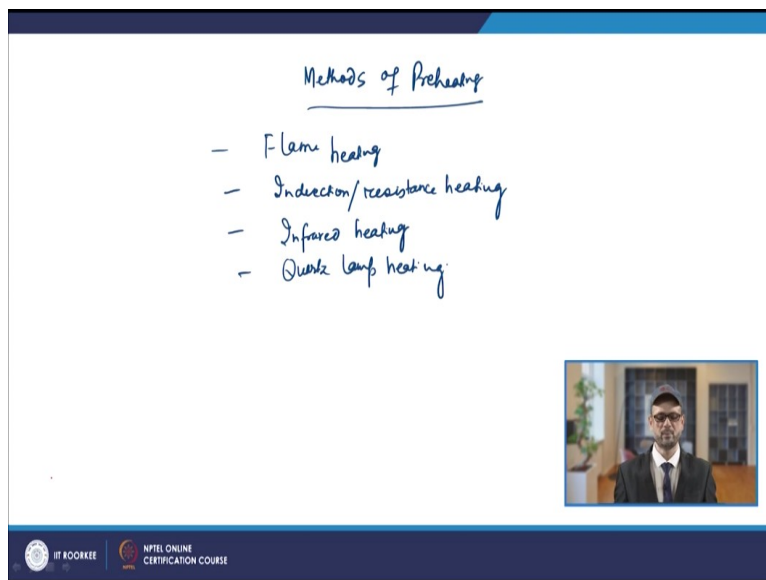 Methods of Preheating
- Flame heating
- Induction/resistance heating
- Infrared heating
- Quartz lamp heating
IIT ROORKEE
NPTEL ONLINE
CERTIFICATION COURSE